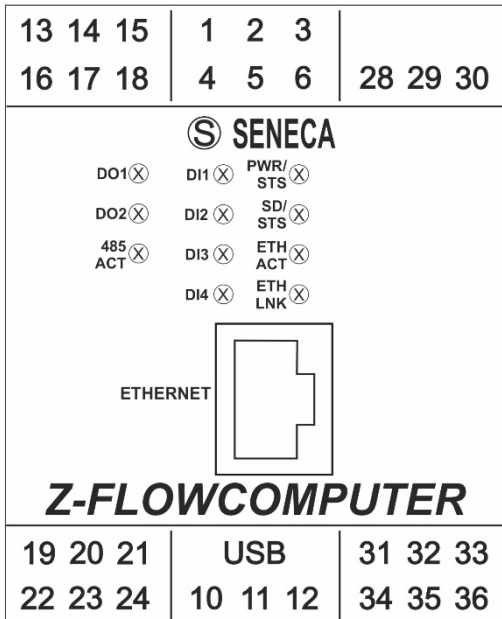 13 14 15 1 2 3
16 17 18 4 5 6 28 29 30
S SENECA
DO1 DI1 PWR/
STS
DO2 DI2 SD/
STS
485
ACT DI3 ETH
ACT
DI4 ETH
LNK
ETHERNET
Z-FLOWCOMPUTER
19 20 21 USB 31 32 33
22 23 24 10 11 12 34 35 36